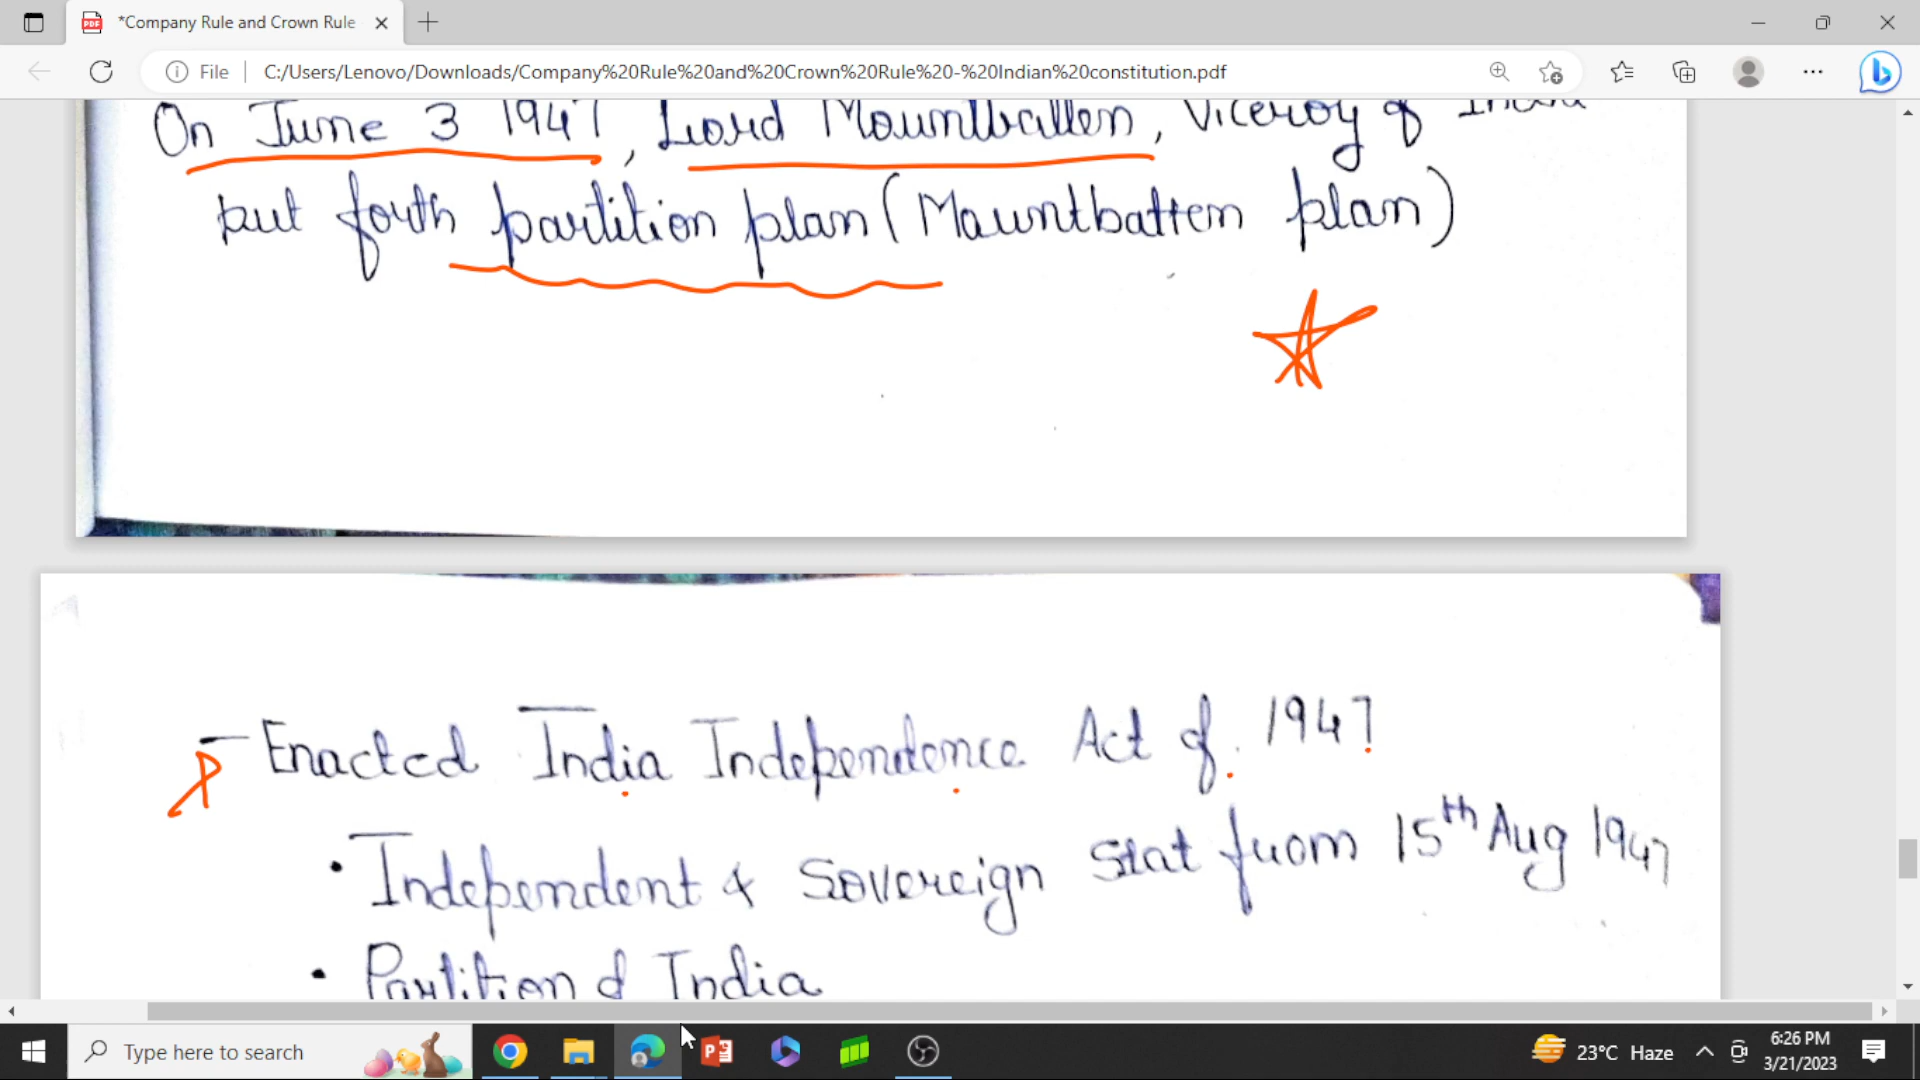 *Company Rule and Crown Rule
File
C:/Users/Lenovo/Downloads/Company%20Rule%20and%20Crown%20Rule%20-%20Indian%20constitution.pdf
On June 3 1947, Lord Mountbatten, Viceroy of India
put forth partition plan (Mountbatten plan)
- Enacted India Independence Act of 1947
• Independent & Sovereign Stat from 15th Aug 1947
• Partition of India
Type here to search
23°C Haze
6:26 PM
3/21/2023